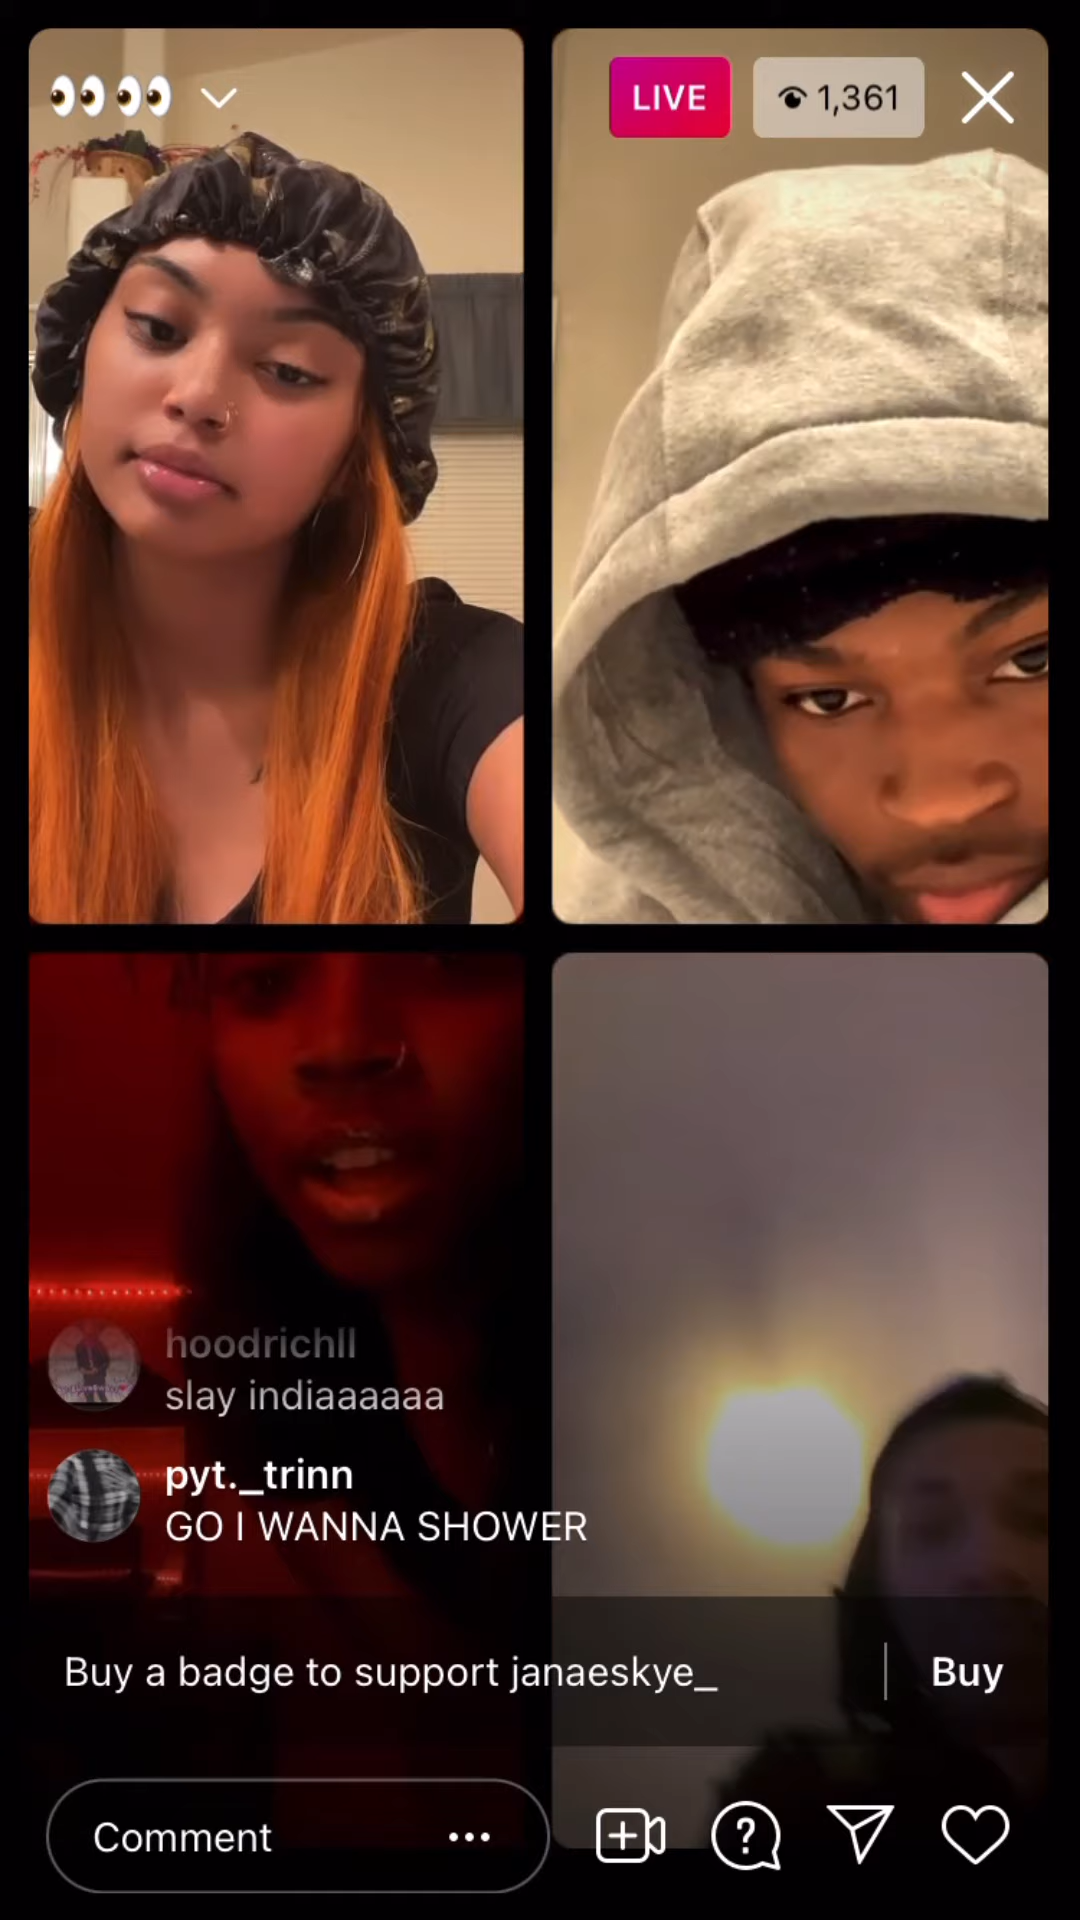 👀👀
LIVE
1,361
hoodrichll
slay indiaaaaaa
pyt._trinn
GO I WANNA SHOWER
Buy a badge to support janaeskye_
Buy
Comment